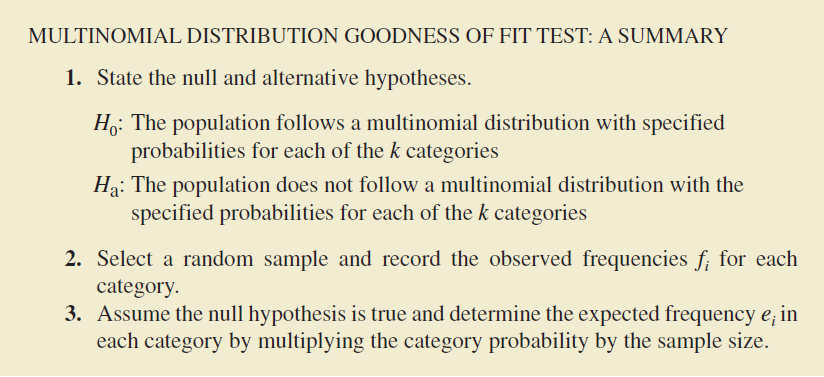 MULTINOMIAL DISTRIBUTION GOODNESS OF FIT TEST: A SUMMARY
1. State the null and alternative hypotheses.
H₀: The population follows a multinomial distribution with specified
probabilities for each of the k categories
Hₐ: The population does not follow a multinomial distribution with the
specified probabilities for each of the k categories
2. Select a random sample and record the observed frequencies fᵢ for each
category.
3. Assume the null hypothesis is true and determine the expected frequency eᵢ in
each category by multiplying the category probability by the sample size.